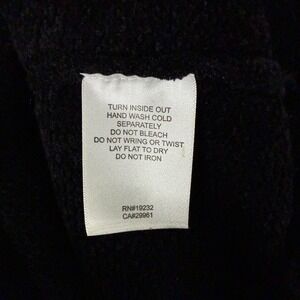 TURN INSIDE OUT
HAND WASH COLD
SEPARATELY
DO NOT BLEACH
DO NOT WRING OR TWIST
LAY FLAT TO DRY
DO NOT IRON
RN#19232
CA#29961